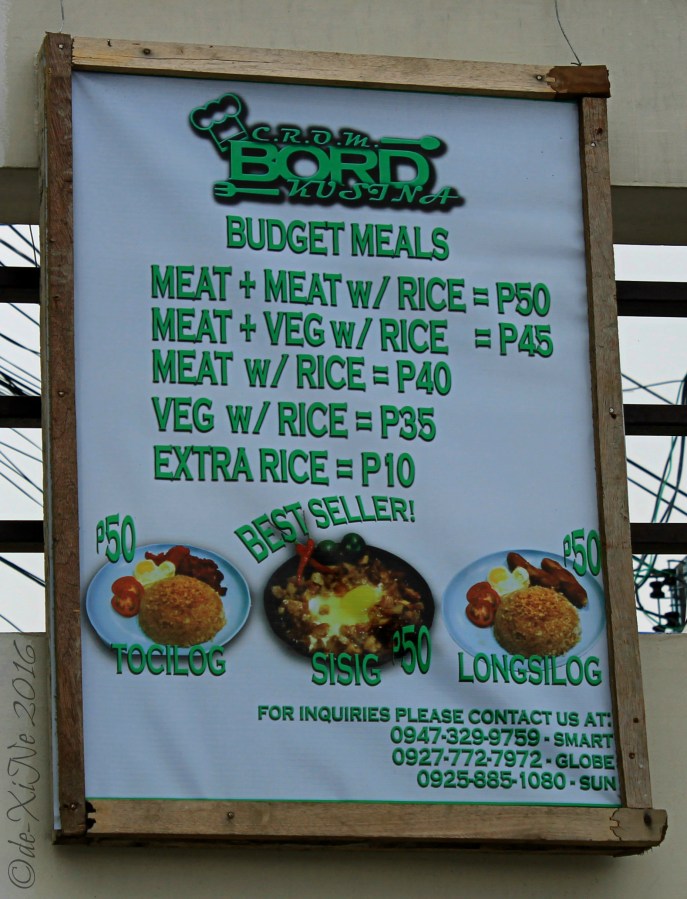 C.R.O.M.
BORD
KUSINA
BUDGET MEALS
MEAT + MEAT W/ RICE = P50
MEAT + VEG W/ RICE = P45
MEAT W/ RICE = P40
VEG W/ RICE = P35
EXTRA RICE = P10
BEST SELLER!
P50
P50
TOCILOG
SISIG P50
LONGSILOG
FOR INQUIRIES PLEASE CONTACT US AT:
0947-329-9759 - SMART
0927-772-7972 - GLOBE
0925-885-1080 - SUN
©de-XiNe 2016